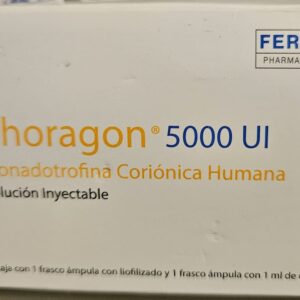 FER
PHARMA
horagon® 5000 UI
onadotrofina Coriónica Humana
lución Inyectable
aja con 1 frasco ámpula con liofilizado y 1 frasco ámpula con 1 ml de